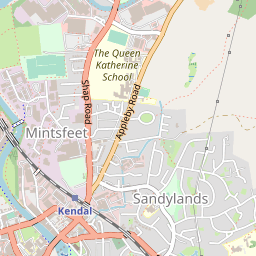 The Queen
Katherine
School
Shap Road
Appleby Road
Mintsfeet
Sandylands
Kendal